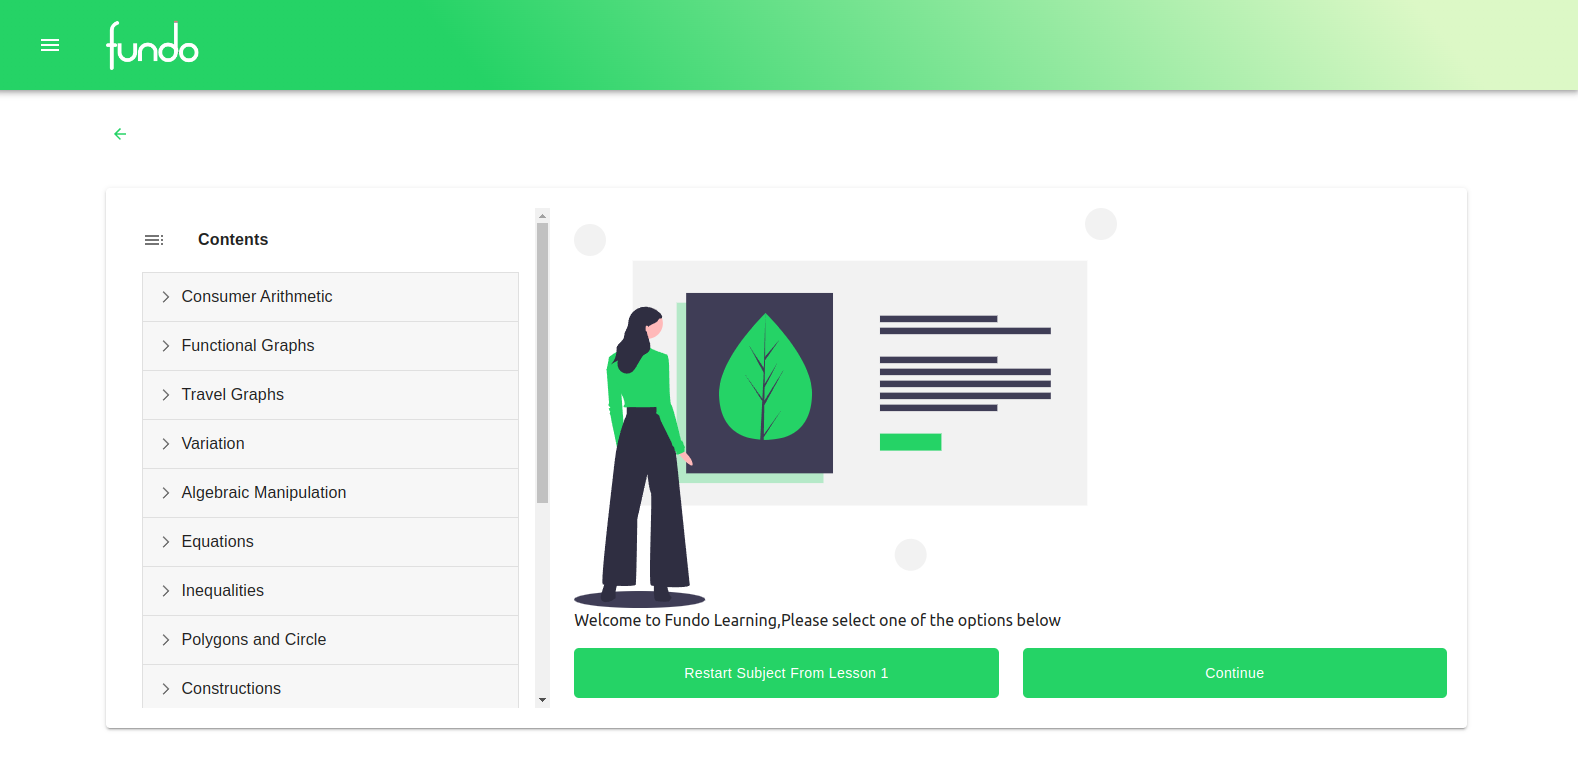 fundo
Contents
Consumer Arithmetic
Functional Graphs
Travel Graphs
Variation
Algebraic Manipulation
Equations
Inequalities
Polygons and Circle
Constructions
Welcome to Fundo Learning,Please select one of the options below
Restart Subject From Lesson 1
Continue